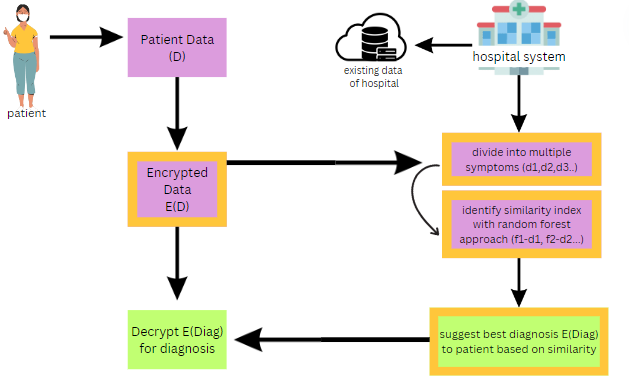 patient
Patient Data
(D)
existing data
of hospital
hospital system
Encrypted
Data
E(D)
divide into multiple
symptoms (d1,d2,d3..)
identify similarity index
with random forest
approach (f1-d1, f2-d2...)
Decrypt E(Diag)
for diagnosis
suggest best diagnosis E(Diag)
to patient based on similarity